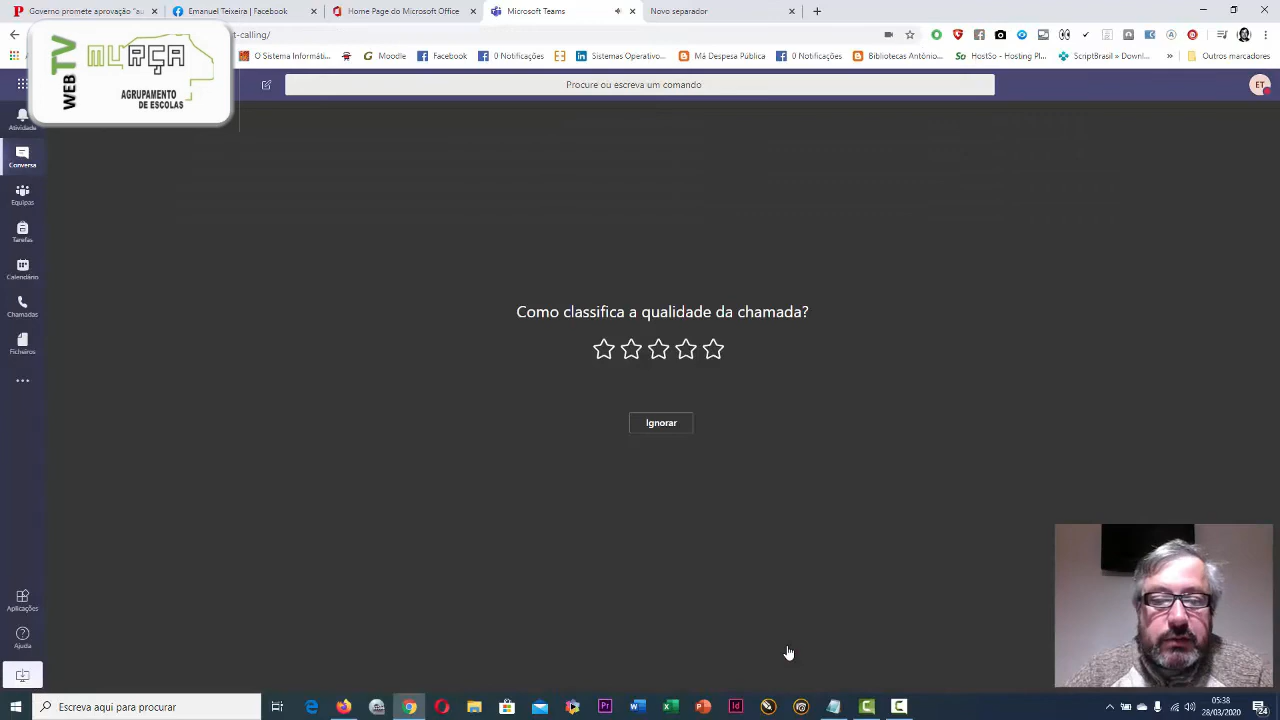 Governo promete aprovação "au
Emanuel Teixeira | Facebook
Home Page do Microsoft Office
Microsoft Teams
Novo separador
t-calling/
O Sistema Informáti...
Moodle
Facebook
0 Notificações
Sistemas Operativo...
Má Despesa Pública
0 Notificações
Bibliotecas António...
HostGo - Hosting Pl...
ScriptBrasil » Downl...
»
Outros marcadores
WEB TV
MURÇA
AGRUPAMENTO
DE ESCOLAS
Procure ou escreva um comando
ET
Atividade
Conversa
Equipas
Tarefas
Calendário
Chamadas
Ficheiros
Como classifica a qualidade da chamada?
Ignorar
Aplicações
Ajuda
Escreva aqui para procurar
05:38
28/03/2020